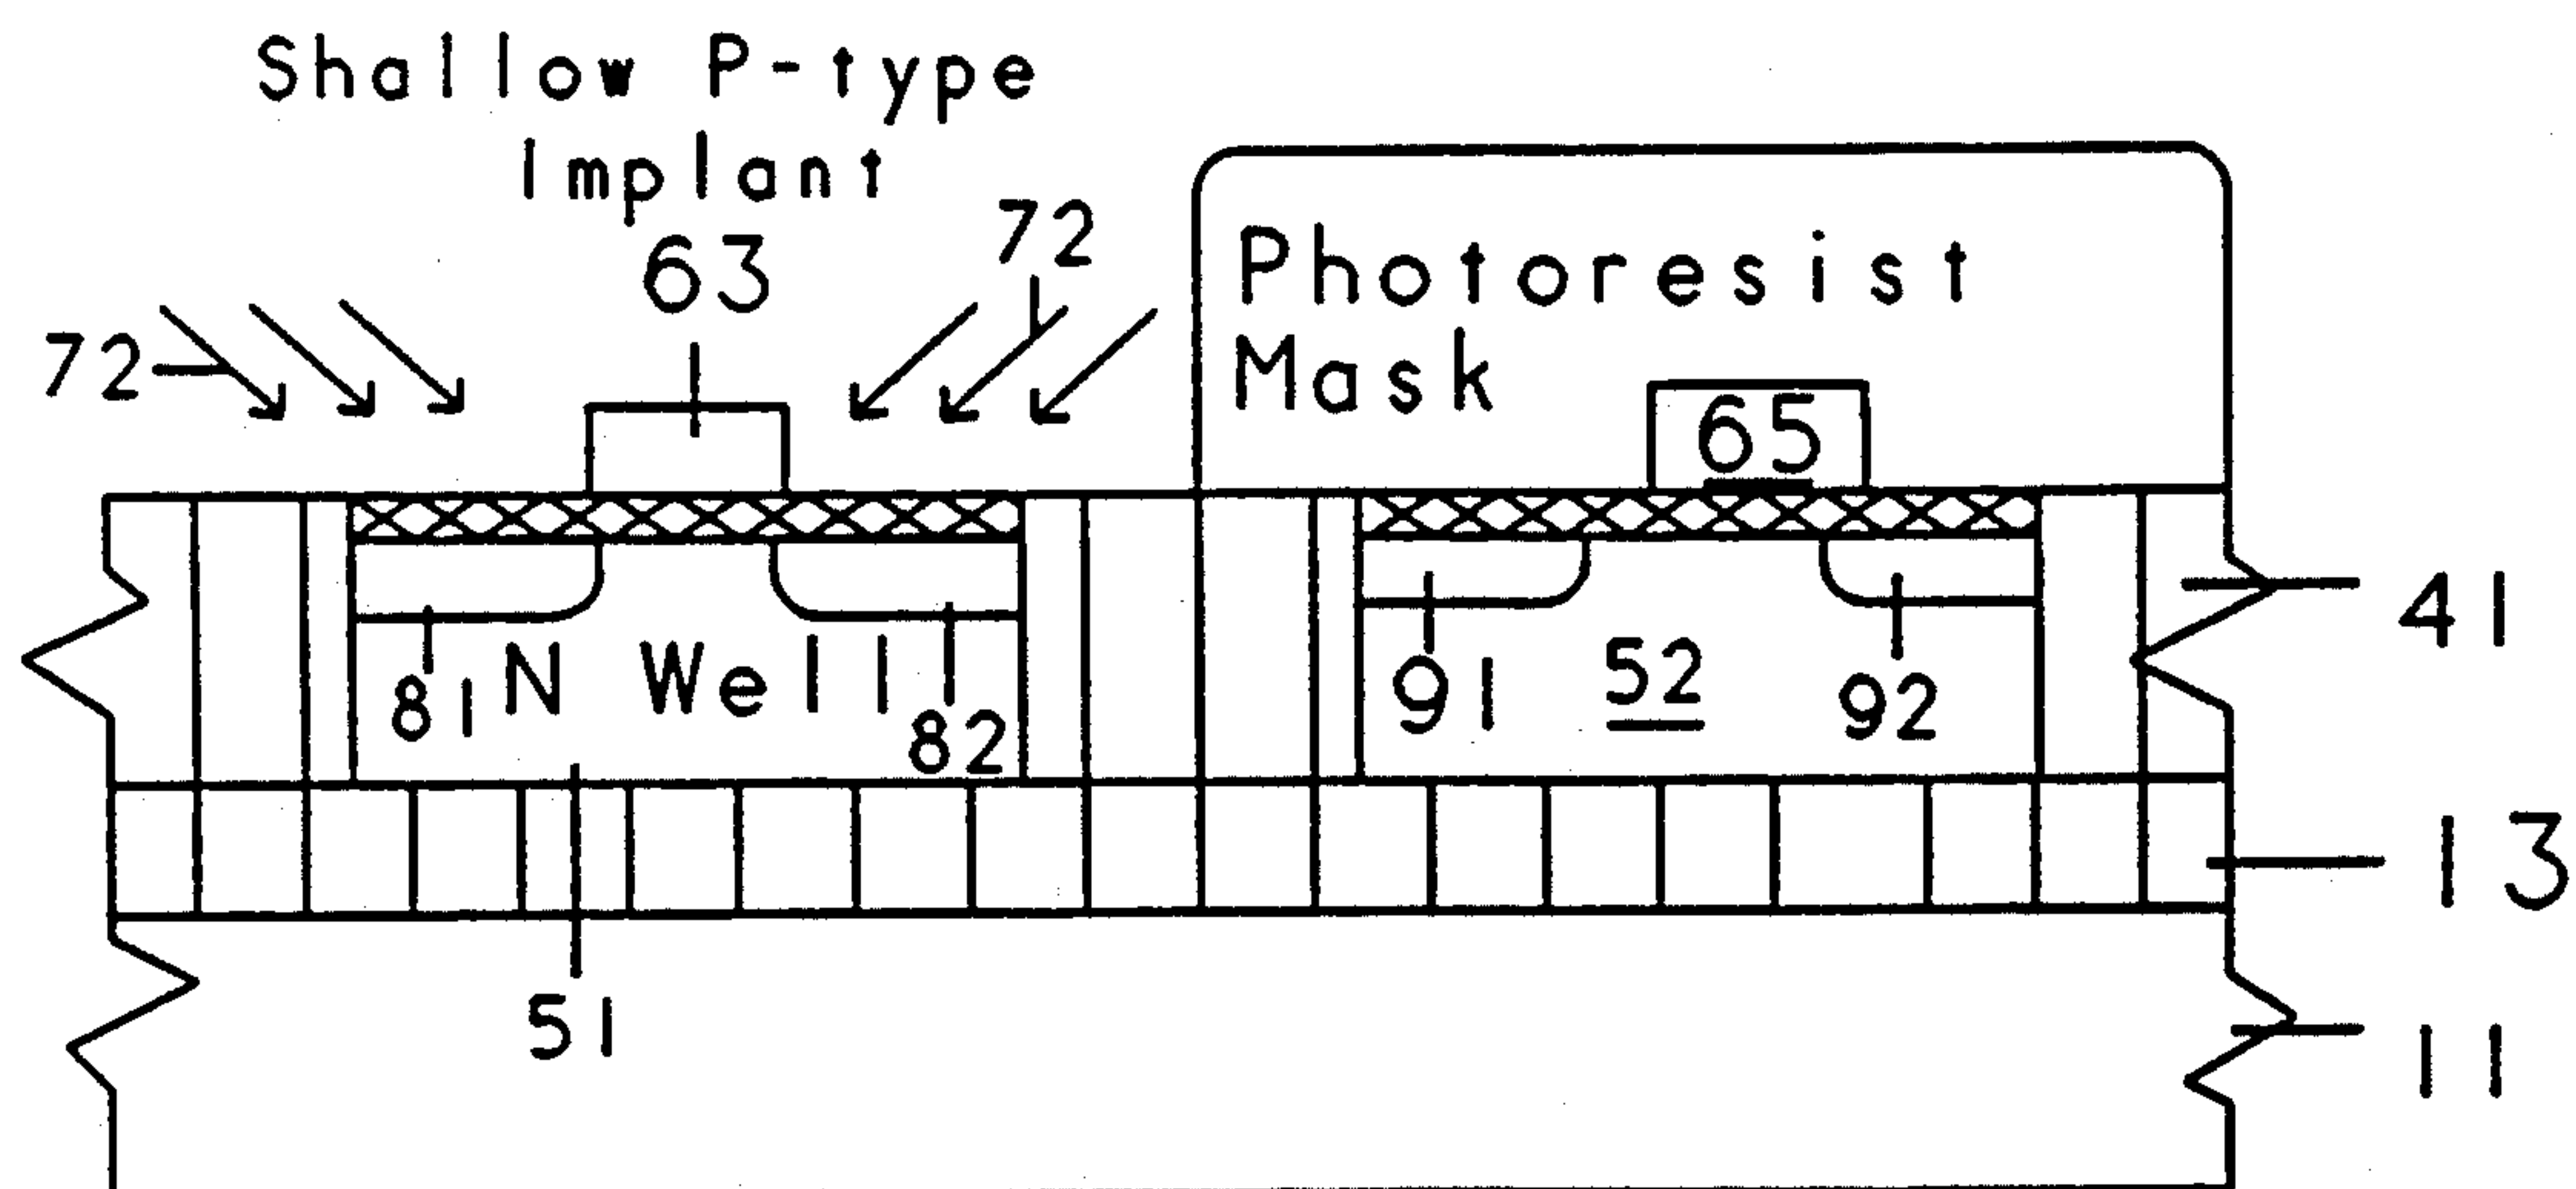 Shallow P-type
Implant
63
72
72
Photoresist
Mask
65
41
81
N Well
82
91
52
92
13
51
11